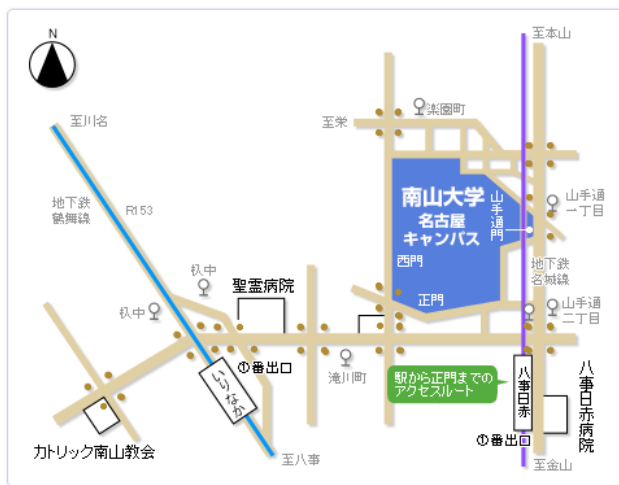 N
至本山
至川名
至栄
楽園町
地下鉄
鶴舞線
R153
南山大学
名古屋
キャンパス
山手通門
山手通
一丁目
西門
正門
地下鉄
名城線
杁中
聖霊病院
杁中
山手通
二丁目
①番出口
滝川町
いりなか
駅から正門までの
アクセスルート
八事日赤
八事日赤病院
カトリック南山教会
①番出口
至八事
至金山